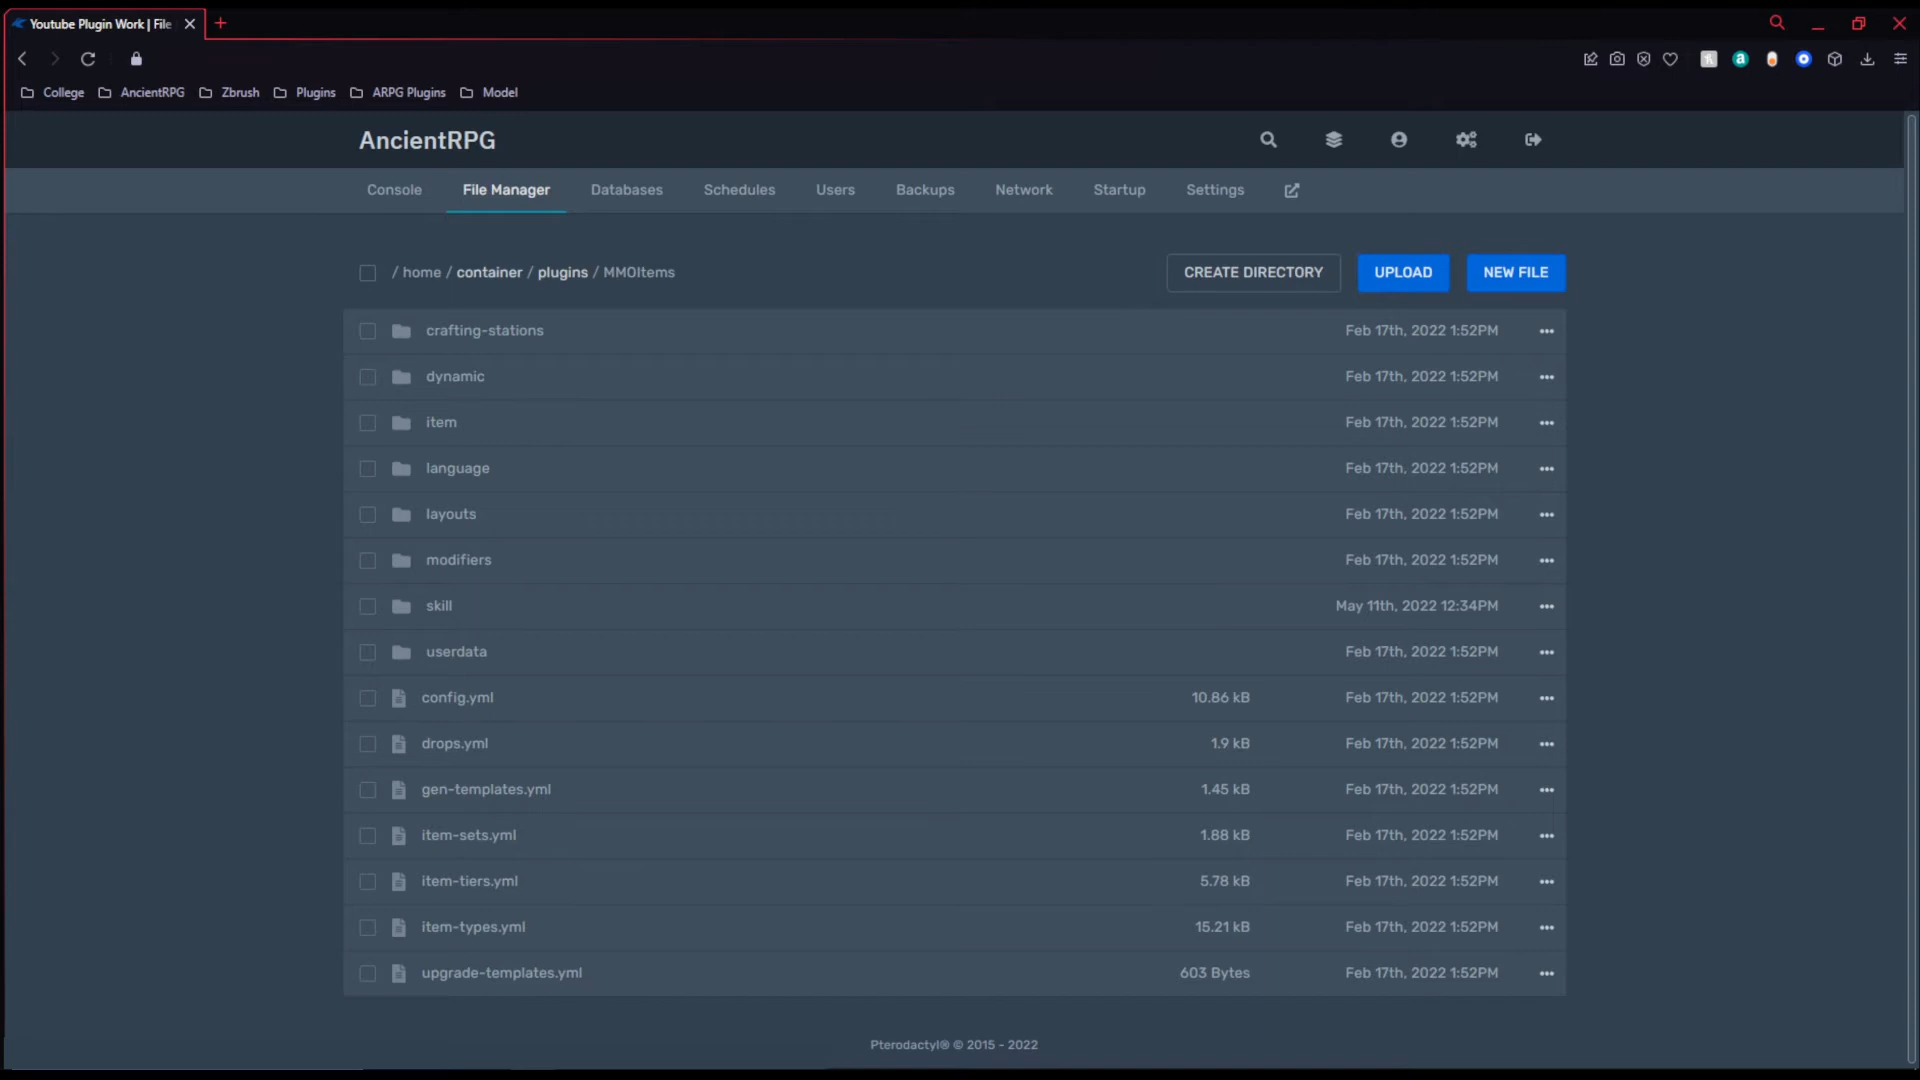 Youtube Plugin Work | File
College AncientRPG Zbrush Plugins ARPG Plugins Model
AncientRPG
Console File Manager Databases Schedules Users Backups Network Startup Settings
/ home / container / plugins / MMOItems CREATE DIRECTORY UPLOAD NEW FILE
crafting-stations Feb 17th, 2022 1:52PM
dynamic Feb 17th, 2022 1:52PM
item Feb 17th, 2022 1:52PM
language Feb 17th, 2022 1:52PM
layouts Feb 17th, 2022 1:52PM
modifiers Feb 17th, 2022 1:52PM
skill May 11th, 2022 12:34PM
userdata Feb 17th, 2022 1:52PM
config.yml 10.86 kB Feb 17th, 2022 1:52PM
drops.yml 1.9 kB Feb 17th, 2022 1:52PM
gen-templates.yml 1.45 kB Feb 17th, 2022 1:52PM
item-sets.yml 1.88 kB Feb 17th, 2022 1:52PM
item-tiers.yml 5.78 kB Feb 17th, 2022 1:52PM
item-types.yml 15.21 kB Feb 17th, 2022 1:52PM
upgrade-templates.yml 603 Bytes Feb 17th, 2022 1:52PM
Pterodactyl® © 2015 - 2022